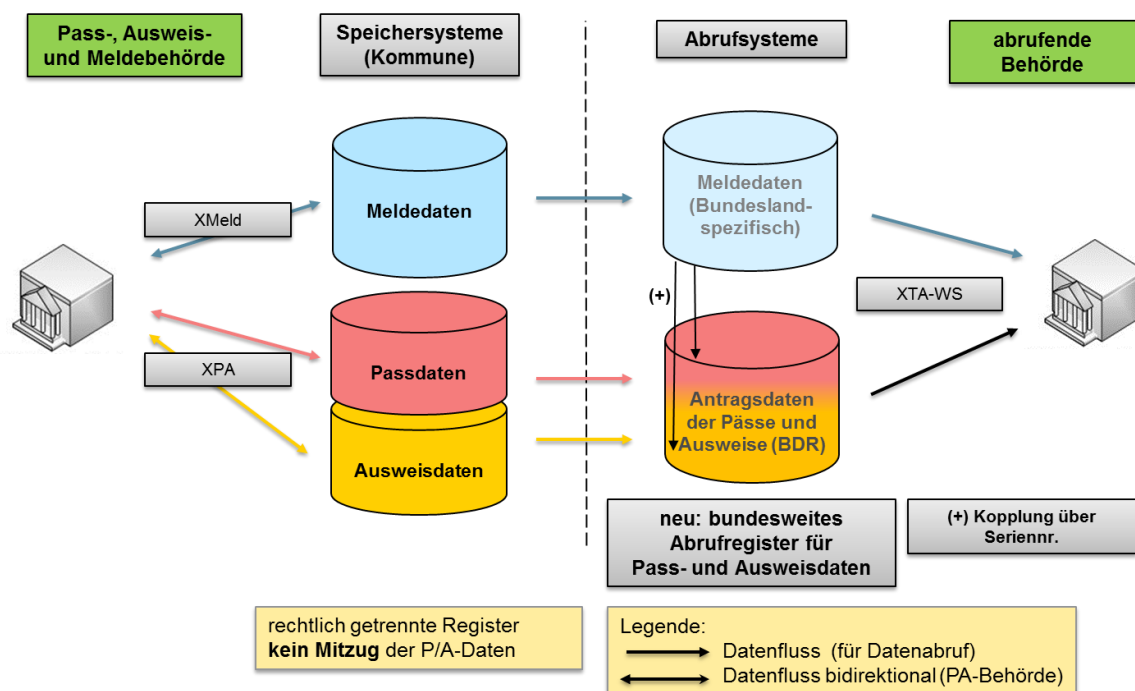 Pass-, Ausweis-
und Meldebehörde
Speichersysteme
(Kommune)
Abrufsysteme
abrufende
Behörde
Meldedaten
Meldedaten
(Bundesland-
spezifisch)
XMeld
(+)
XTA-WS
XPA
Passdaten
Antragsdaten
der Pässe und
Ausweise (BDR)
Ausweisdaten
neu: bundesweites
Abrufregister für
Pass- und Ausweisdaten
(+) Kopplung über
Seriennr.
rechtlich getrennte Register
kein Mitzug der P/A-Daten
Legende:
Datenfluss (für Datenabruf)
Datenfluss bidirektional (PA-Behörde)